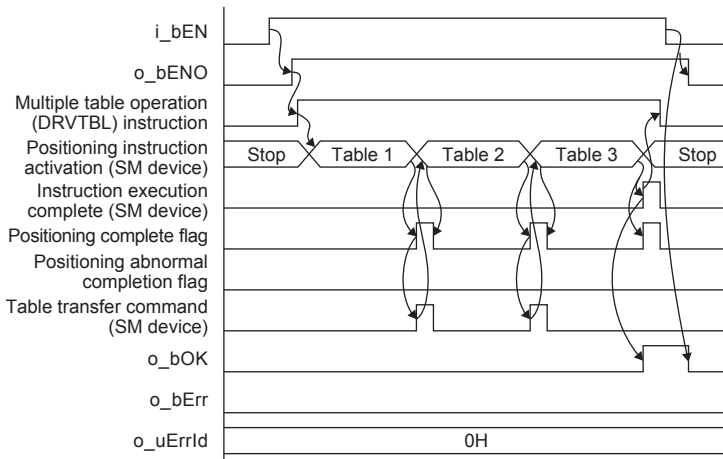 i_bEN
o_bENO
Multiple table operation
(DRVTBL) instruction
Positioning instruction
activation (SM device)
Stop Table 1 Table 2 Table 3 Stop
Instruction execution
complete (SM device)
Positioning complete flag
Positioning abnormal
completion flag
Table transfer command
(SM device)
o_bOK
o_bErr
o_uErrId
0H